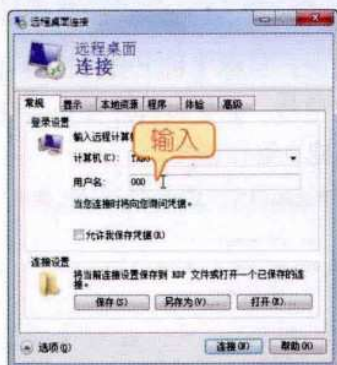 远程桌面连接
远程桌面
连接
常规 显示 本地资源 程序 体验 高级
登录设置
输入远程计算
输入
计算机(C):
用户名: 000
当您连接时将向您询问凭据。
允许我保存凭据(R)
连接设置
将当前连接设置保存到 RDP 文件或打开一个已保存的连
接。
保存(S) 另存为(V)... 打开(E)...
选项(O) 连接(N) 帮助(H)